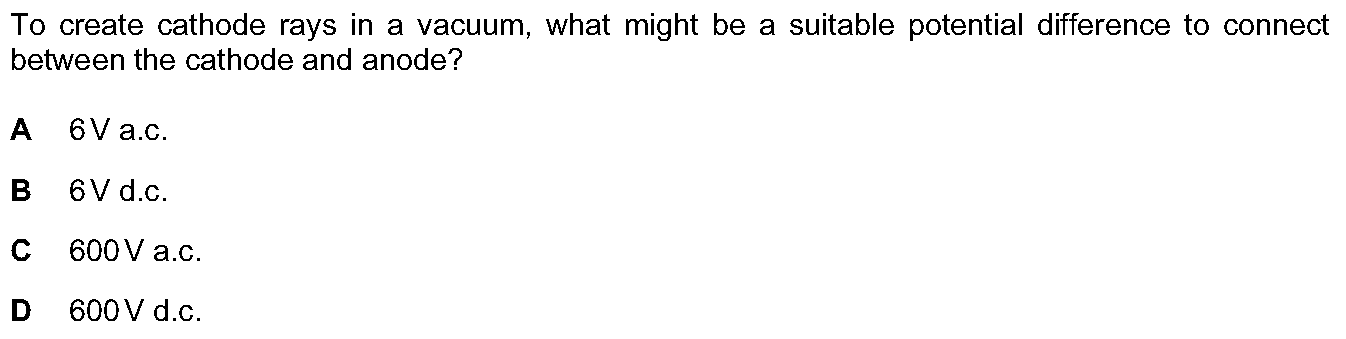 To create cathode rays in a vacuum, what might be a suitable potential difference to connect
between the cathode and anode?
A 6 V a.c.
B 6 V d.c.
C 600 V a.c.
D 600 V d.c.